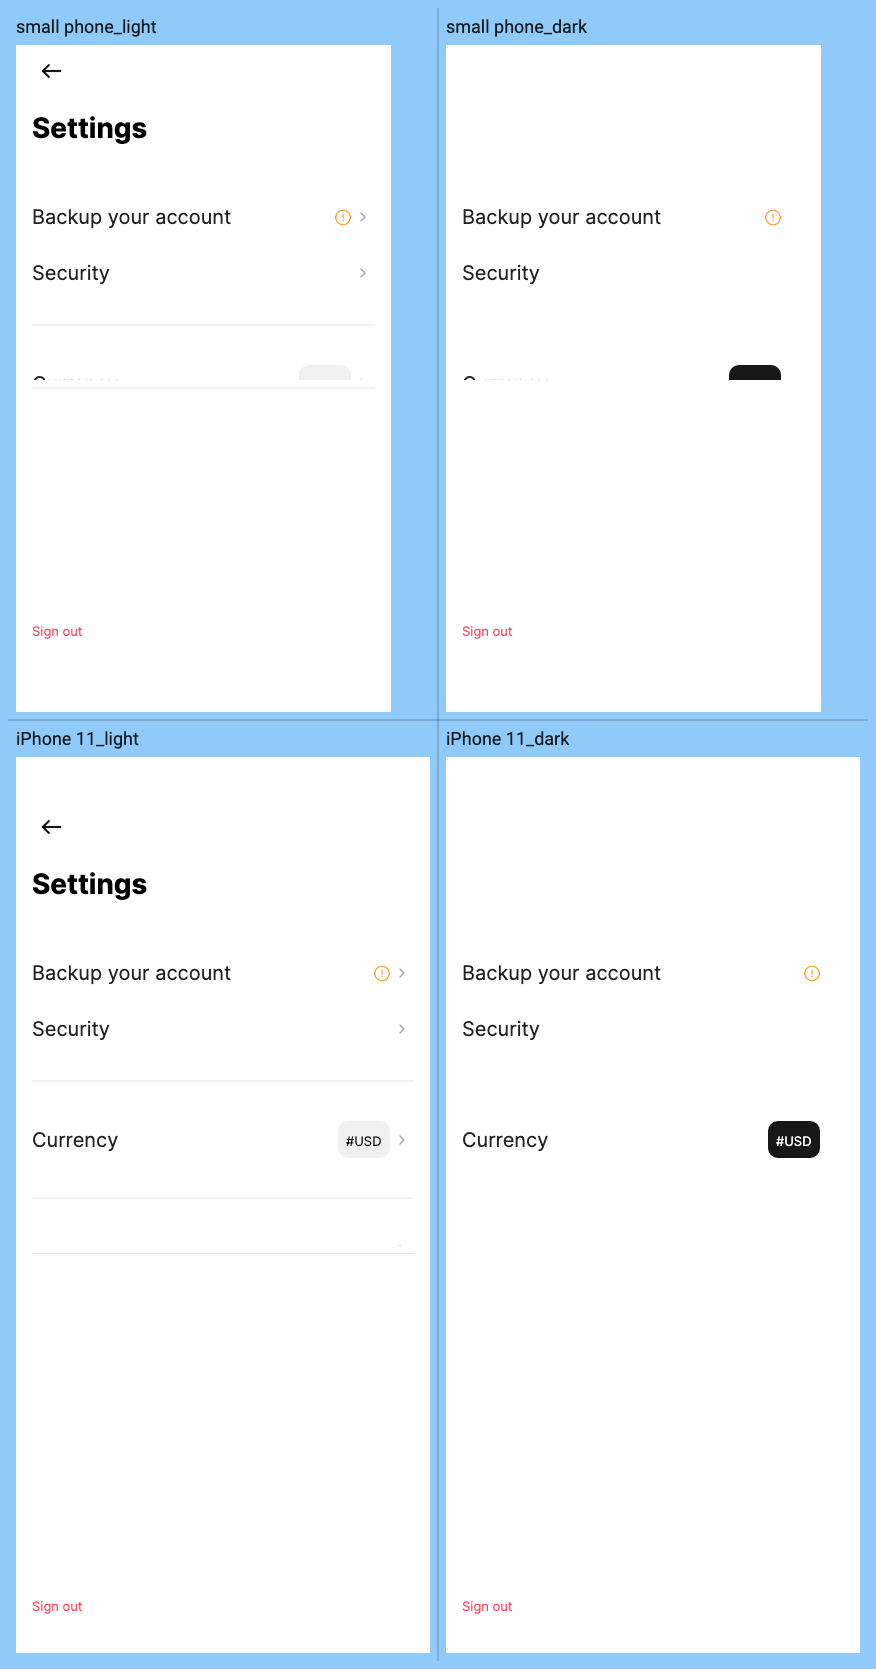 small phone_light
Settings
Backup your account
Security
Sign out
small phone_dark
Backup your account
Security
Sign out
iPhone 11_light
Settings
Backup your account
Security
Currency #USD
Sign out
iPhone 11_dark
Backup your account
Security
Currency #USD
Sign out